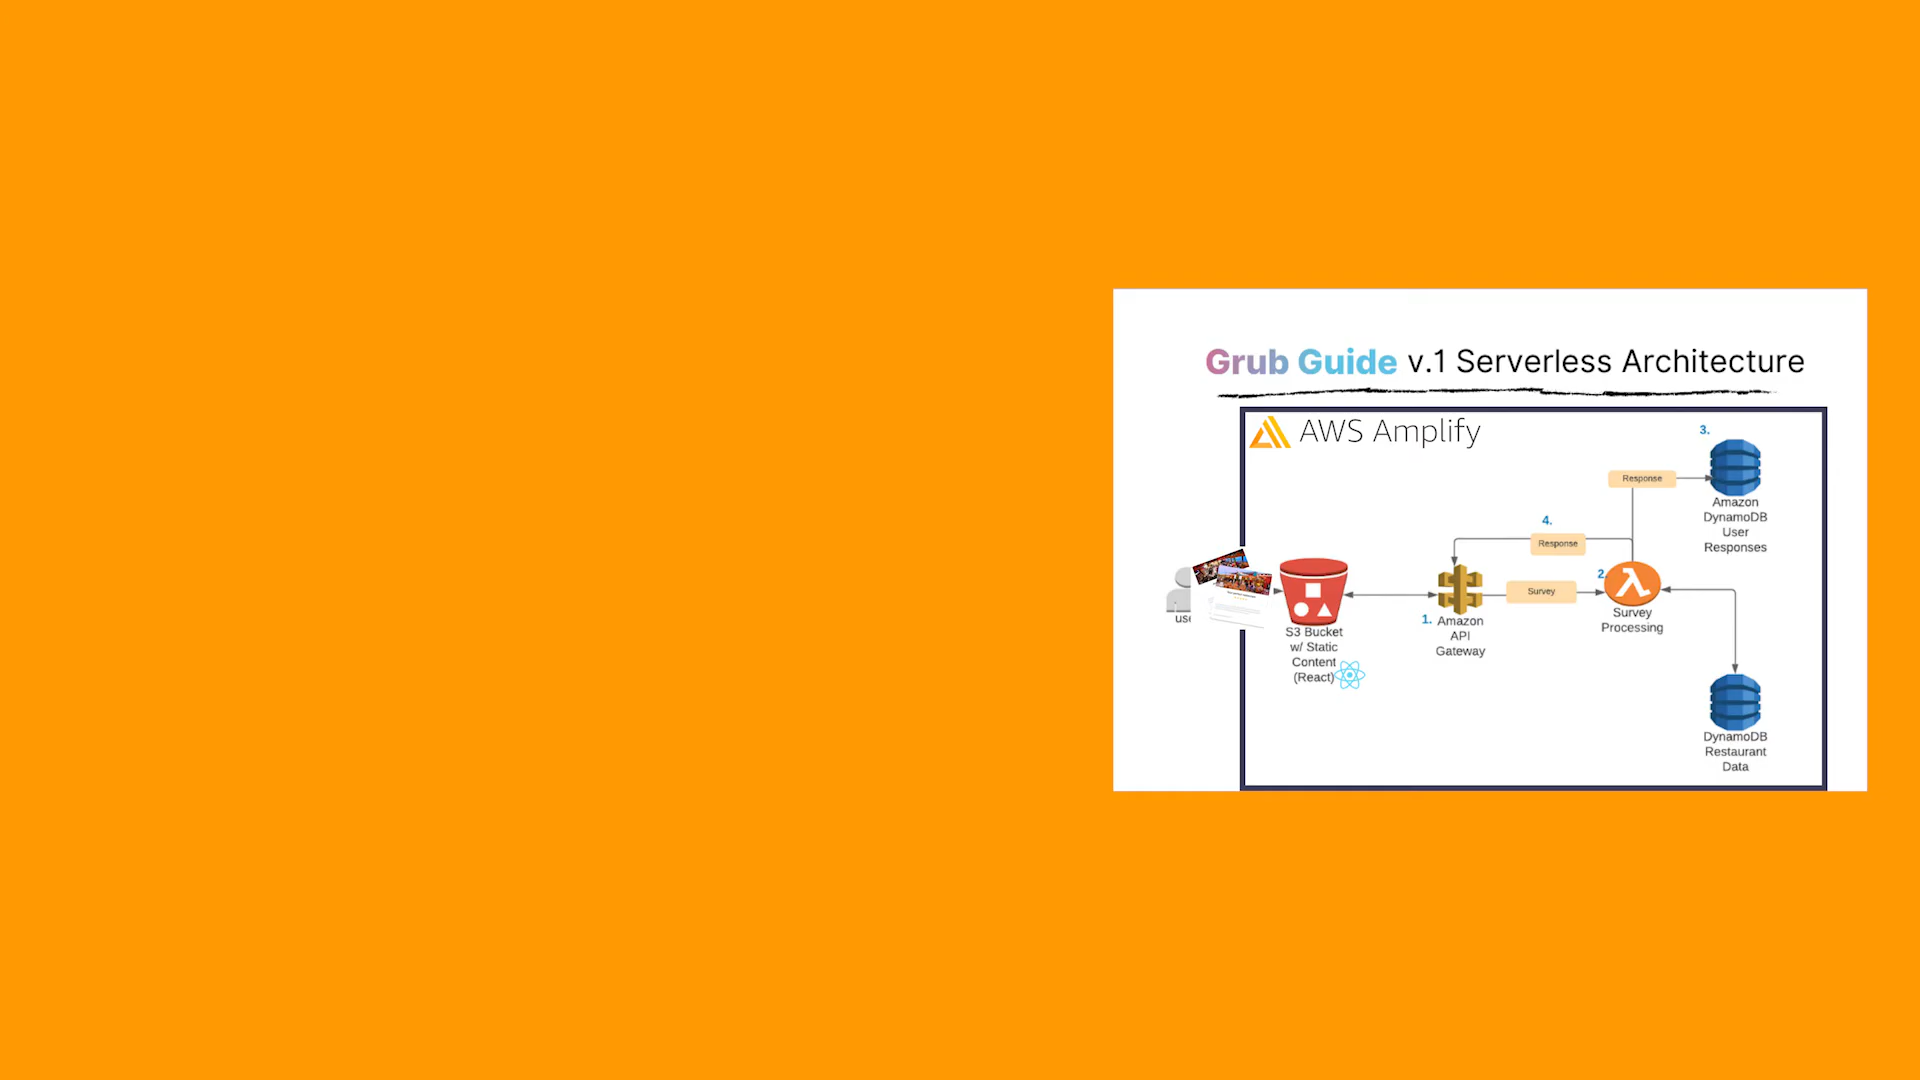 Grub Guide v.1 Serverless Architecture
AWS Amplify
3.
Response
Amazon
DynamoDB
User
Responses
4.
Response
2.
Survey
Survey
Processing
1.
Amazon
API
Gateway
S3 Bucket
w/ Static
Content
(React)
DynamoDB
Restaurant
Data